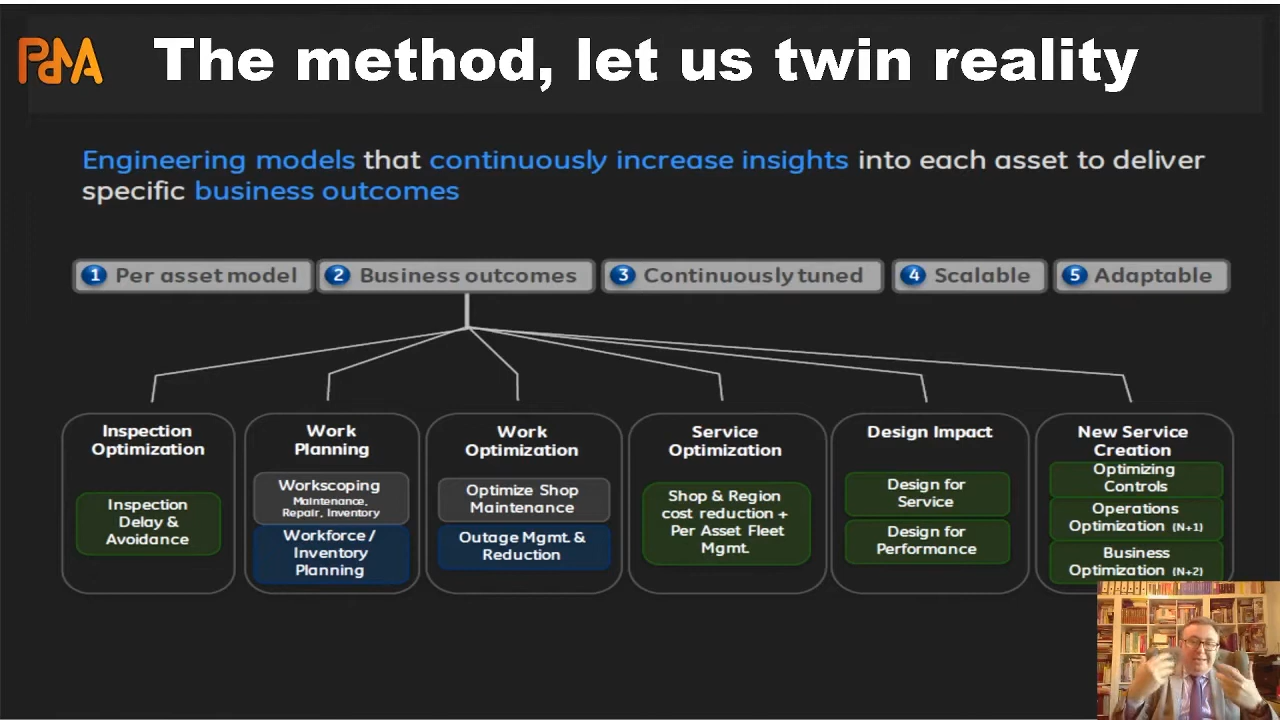 PdMA
The method, let us twin reality
Engineering models that continuously increase insights into each asset to deliver
specific business outcomes
1 Per asset model
2 Business outcomes
3 Continuously tuned
4 Scalable
5 Adaptable
Inspection
Optimization
Inspection
Delay &
Avoidance
Work
Planning
Workscoping
Maintenance,
Repair, Inventory
Workforce /
Inventory
Planning
Work
Optimization
Optimize Shop
Maintenance
Outage Mgmt. &
Reduction
Service
Optimization
Shop & Region
cost reduction +
Per Asset Fleet
Mgmt.
Design Impact
Design for
Service
Design for
Performance
New Service
Creation
Optimizing
Controls
Operations
Optimization (N+1)
Business
Optimization (N+2)